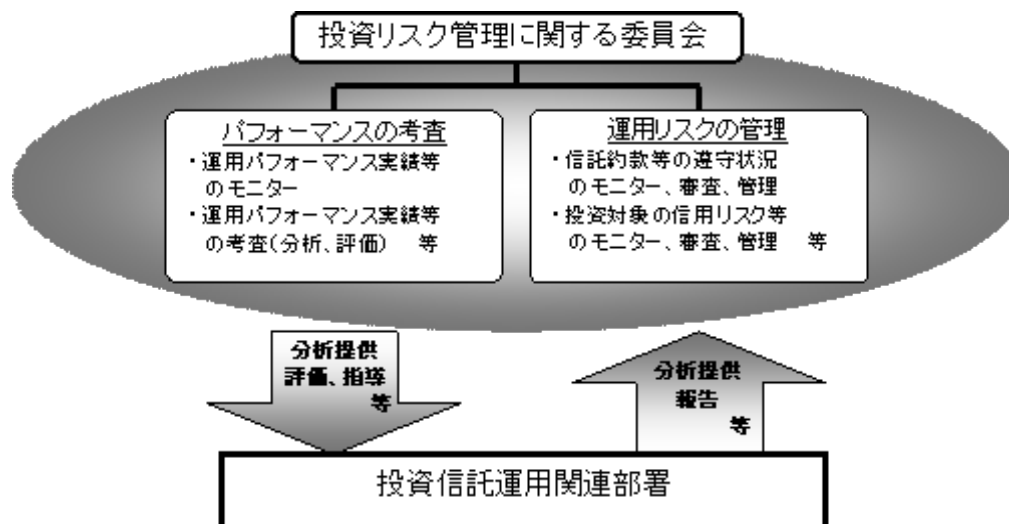 投資リスク管理に関する委員会
パフォーマンスの考査
・運用パフォーマンス実績等
のモニター
・運用パフォーマンス実績等
の考査(分析、評価) 等
運用リスクの管理
・信託約款等の遵守状況
のモニター、審査、管理
・投資対象の信用リスク等
のモニター、審査、管理 等
分析提供
評価、指導
等
分析提供
報告
等
投資信託運用関連部署